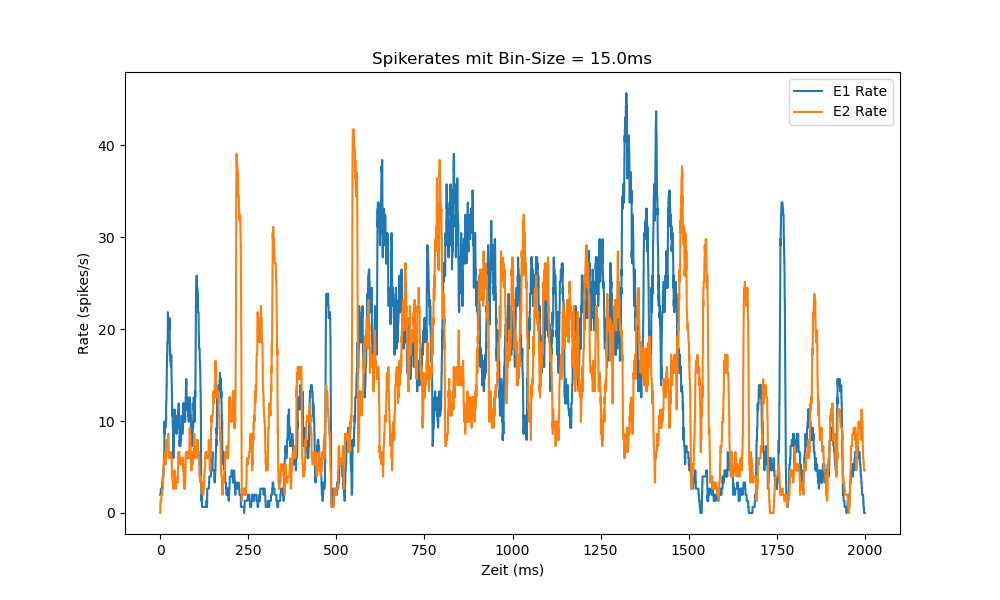 Spikerates mit Bin-Size = 15.0ms
E1 Rate
E2 Rate
Rate (spikes/s)
40
30
20
10
0
0 250 500 750 1000 1250 1500 1750 2000
Zeit (ms)